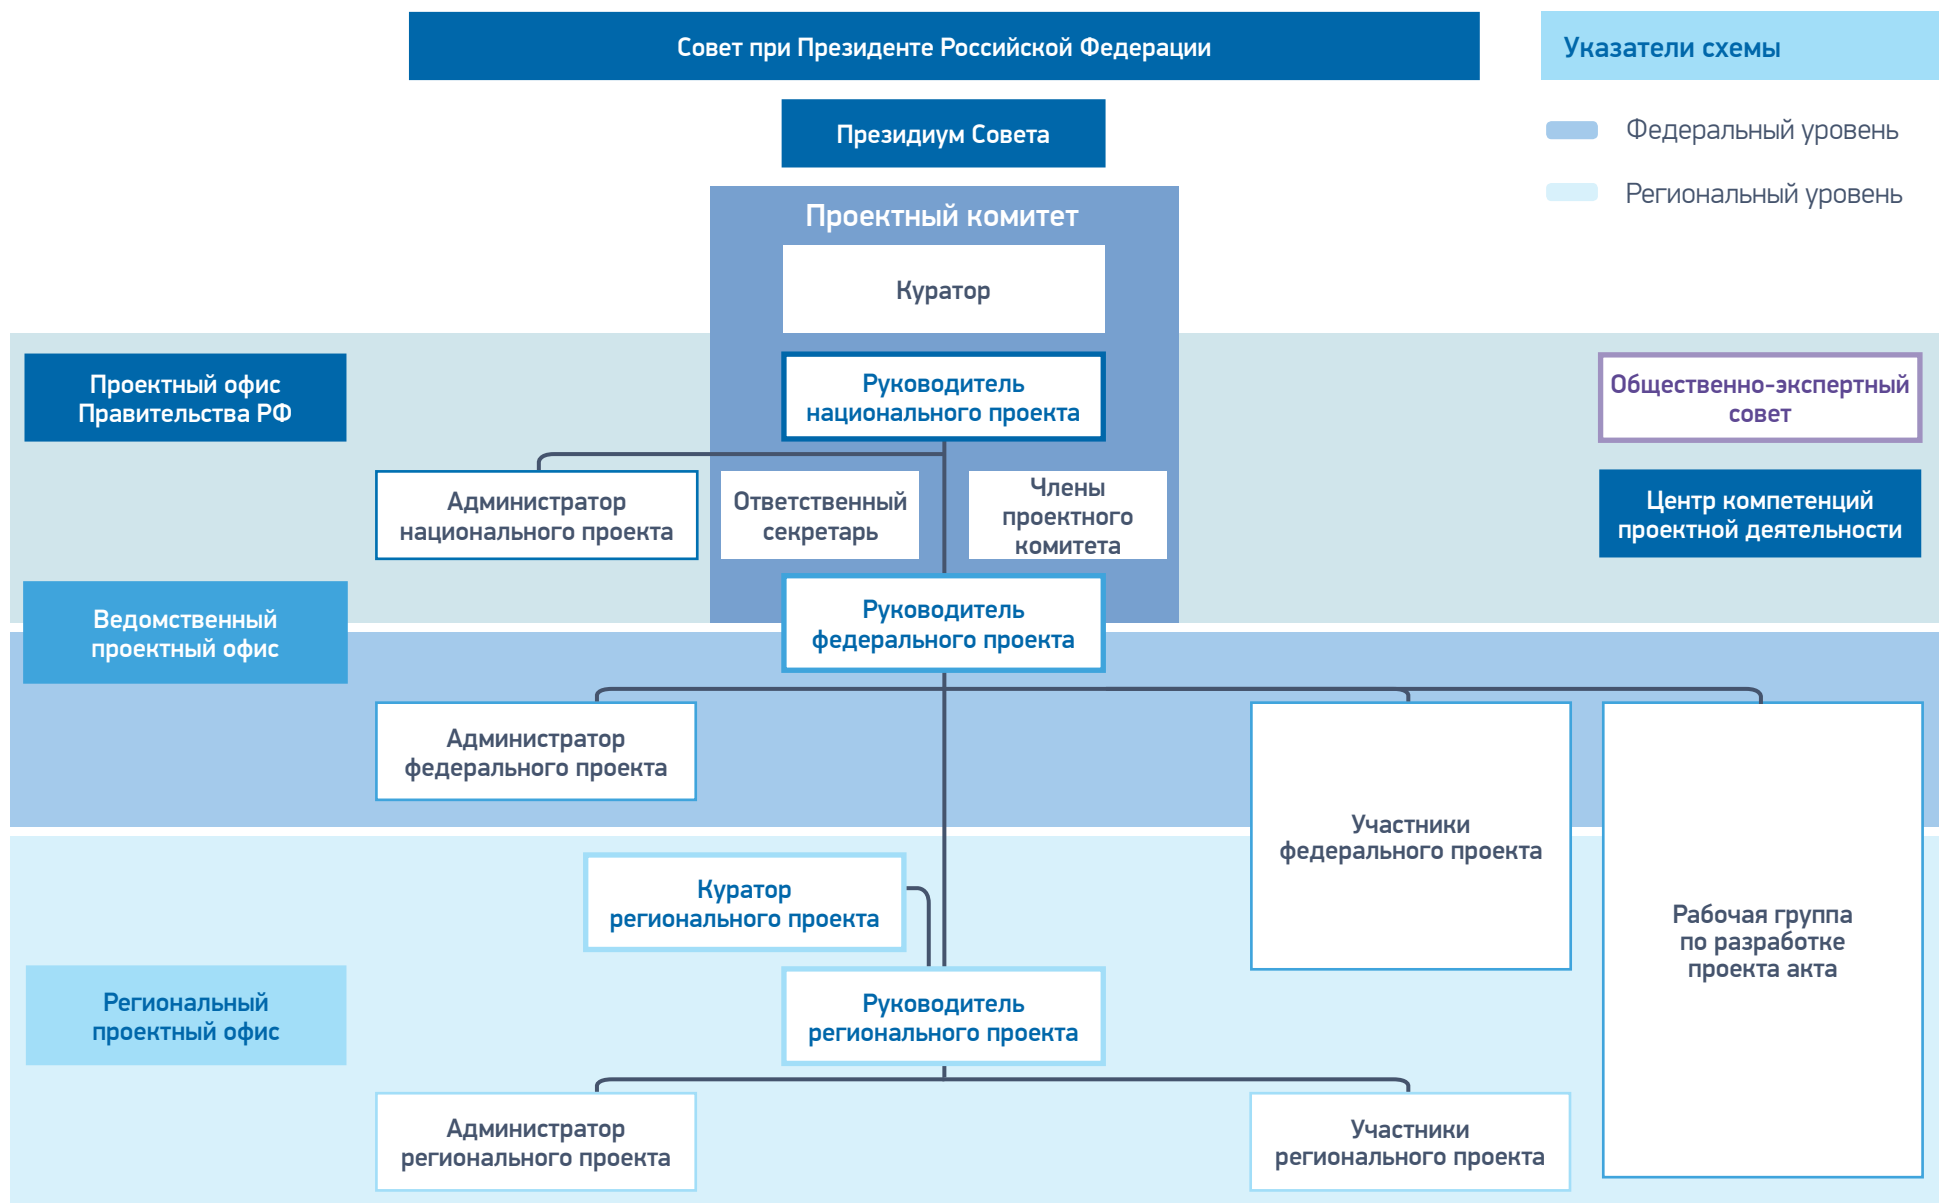 Совет при Президенте Российской Федерации
Указатели схемы
Президиум Совета
Федеральный уровень
Региональный уровень
Проектный комитет
Куратор
Проектный офис
Правительства РФ
Руководитель
национального проекта
Общественно-экспертный
совет
Администратор
национального проекта
Ответственный
секретарь
Члены
проектного
комитета
Центр компетенций
проектной деятельности
Ведомственный
проектный офис
Руководитель
федерального проекта
Администратор
федерального проекта
Участники
федерального проекта
Рабочая группа
по разработке
проекта акта
Куратор
регионального проекта
Региональный
проектный офис
Руководитель
регионального проекта
Администратор
регионального проекта
Участники
регионального проекта